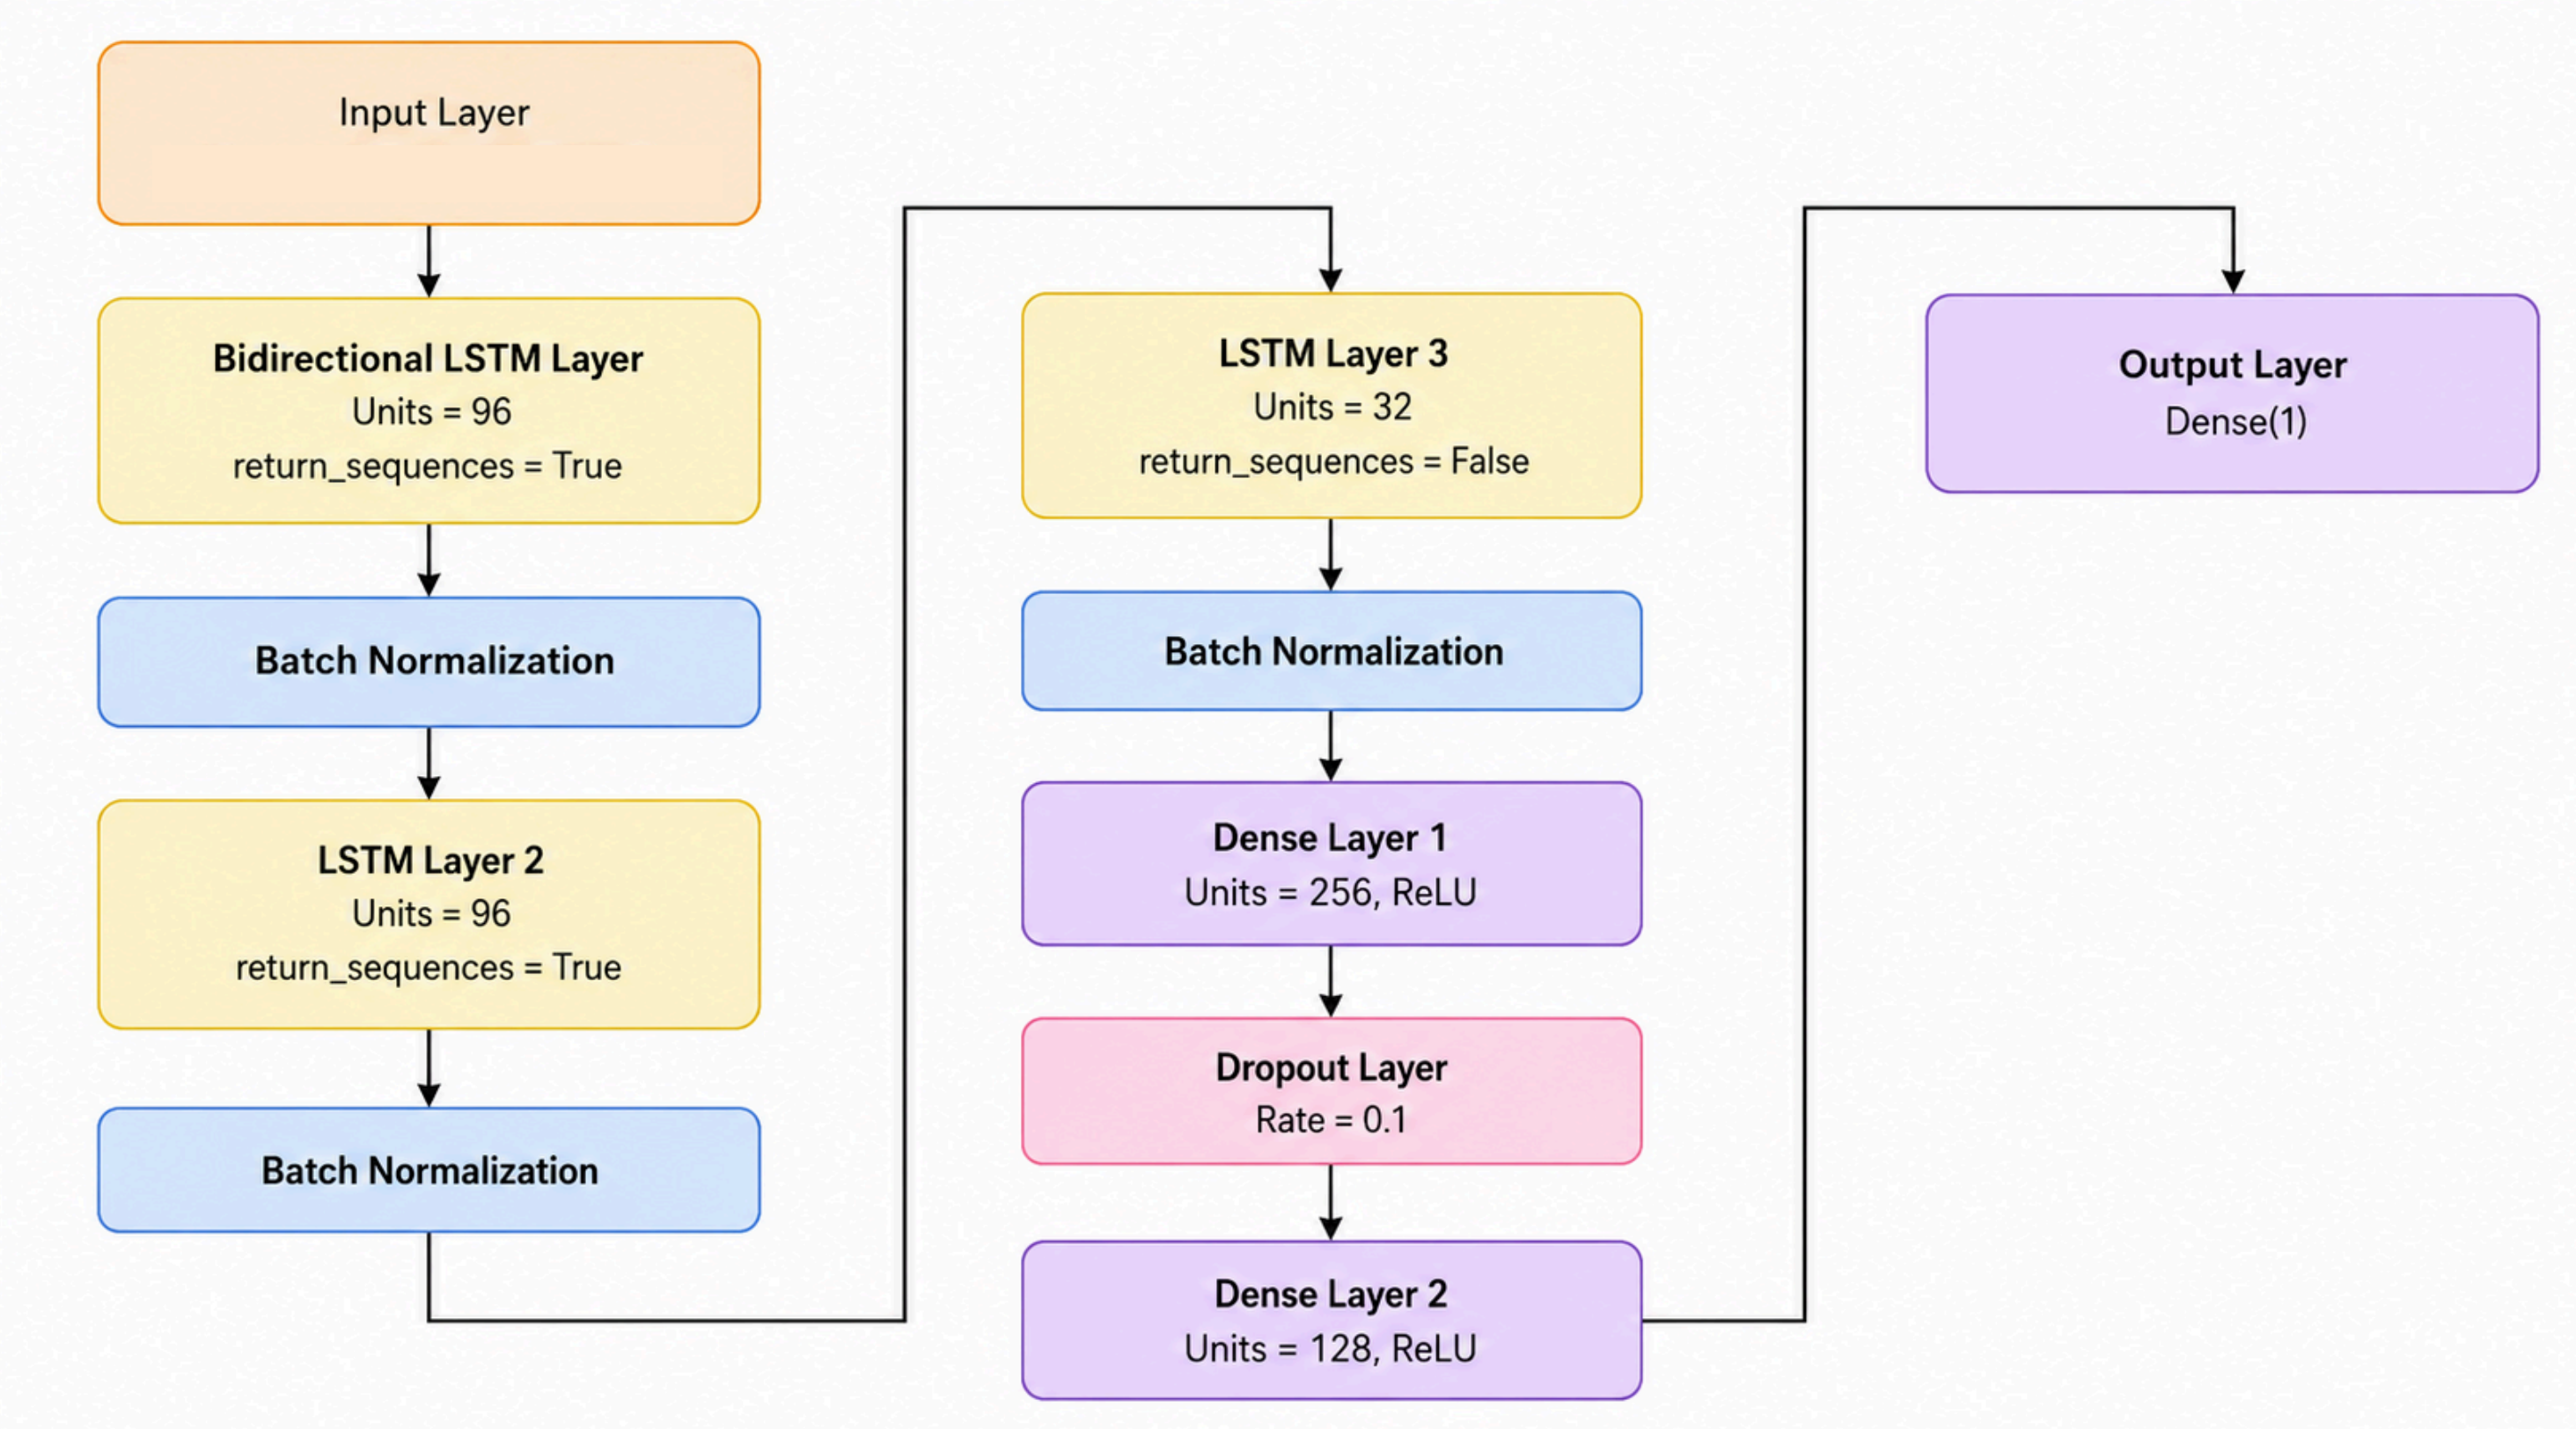 Input Layer
Bidirectional LSTM Layer
Units = 96
return_sequences = True
Batch Normalization
LSTM Layer 2
Units = 96
return_sequences = True
Batch Normalization
LSTM Layer 3
Units = 32
return_sequences = False
Batch Normalization
Dense Layer 1
Units = 256, ReLU
Dropout Layer
Rate = 0.1
Dense Layer 2
Units = 128, ReLU
Output Layer
Dense(1)